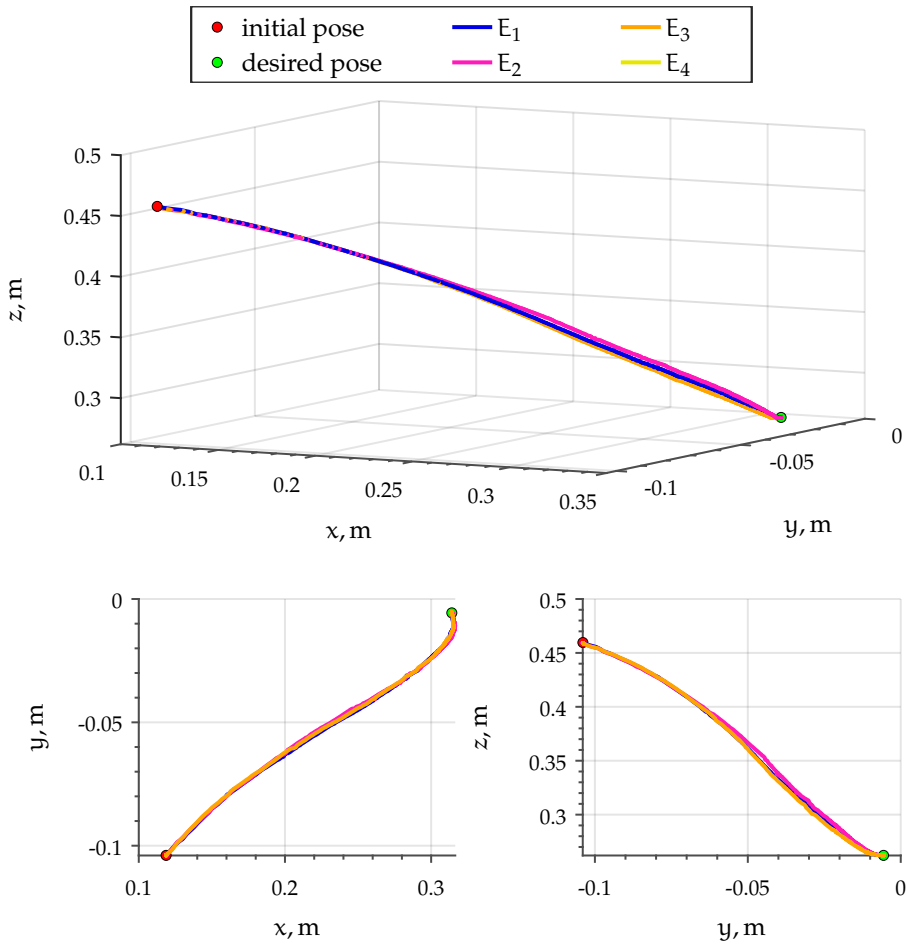 initial pose E₁ E₃
desired pose E₂ E₄
0.5
0.45
0.4
0.35
0.3
z, m
0.1
0.15
0.2
0.25
0.3
0.35
x, m
-0.1
-0.05
0
y, m
0
-0.05
-0.1
y, m
0.1 0.2 0.3
x, m
0.5
0.45
0.4
0.35
0.3
z, m
-0.1 -0.05 0
y, m